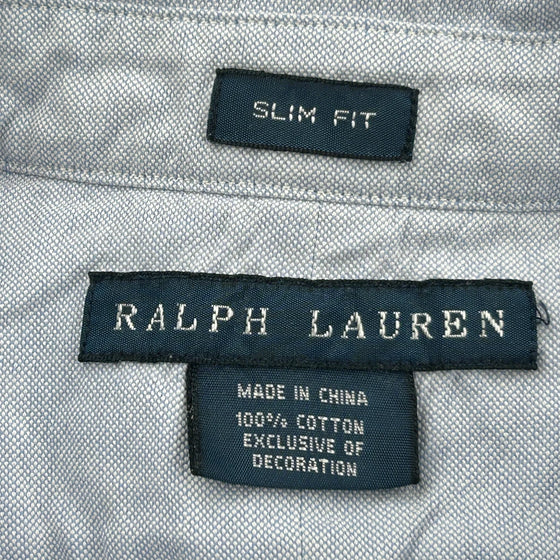 SLIM FIT
RALPH LAUREN
MADE IN CHINA
100% COTTON
EXCLUSIVE OF
DECORATION